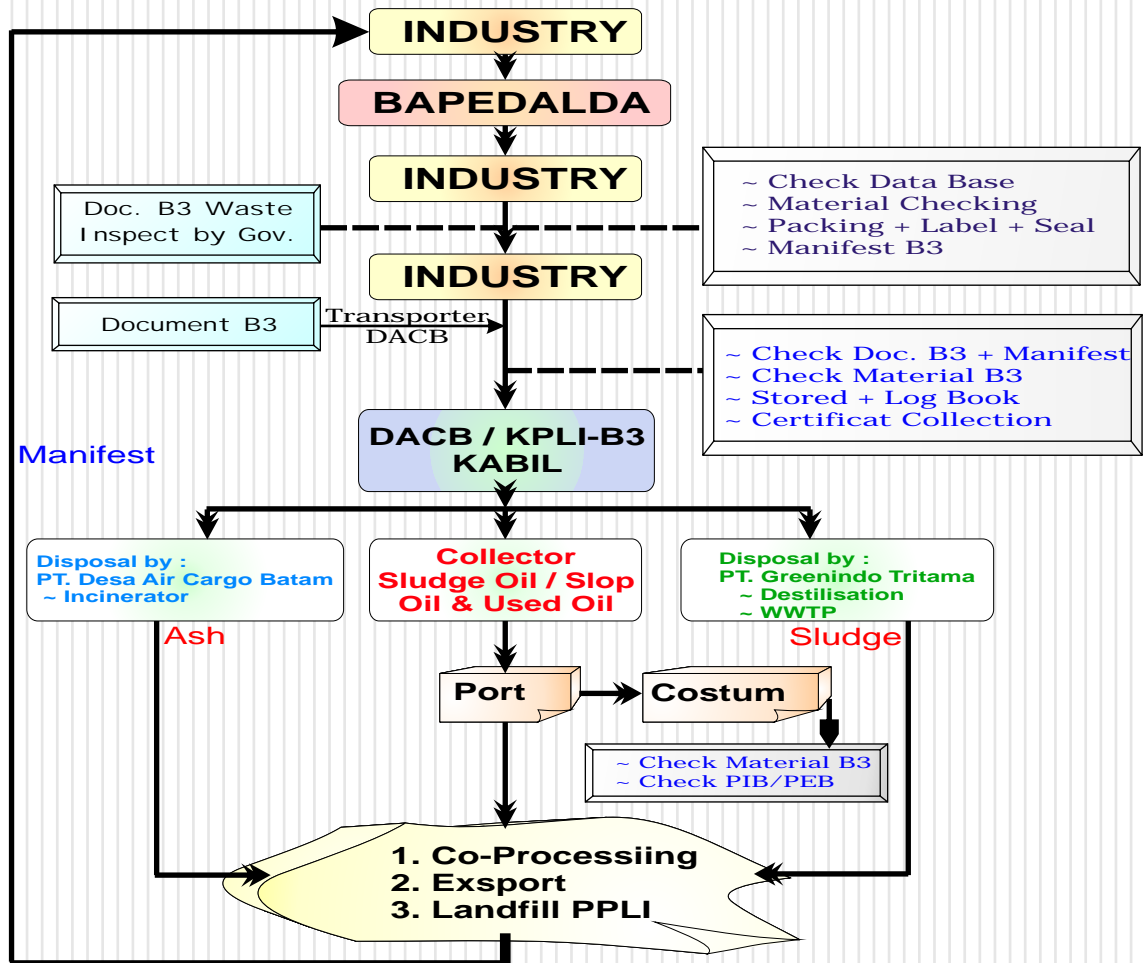 INDUSTRY
BAPEDALDA
INDUSTRY
Doc. B3 Waste
Inspect by Gov.
~ Check Data Base
~ Material Checking
~ Packing + Label + Seal
~ Manifest B3
INDUSTRY
Document B3
Transporter
DACB
~ Check Doc. B3 + Manifest
~ Check Material B3
~ Stored + Log Book
~ Certificat Collection
Manifest
DACB / KPLI-B3
KABIL
Disposal by :
PT. Desa Air Cargo Batam
~ Incinerator
Collector
Sludge Oil / Slop
Oil & Used Oil
Disposal by :
PT. Greenindo Tritama
~ Destilisation
~ WWTP
Ash
Sludge
Port
Costum
~ Check Material B3
~ Check PIB/PEB
1. Co-Processiing
2. Exsport
3. Landfill PPLI